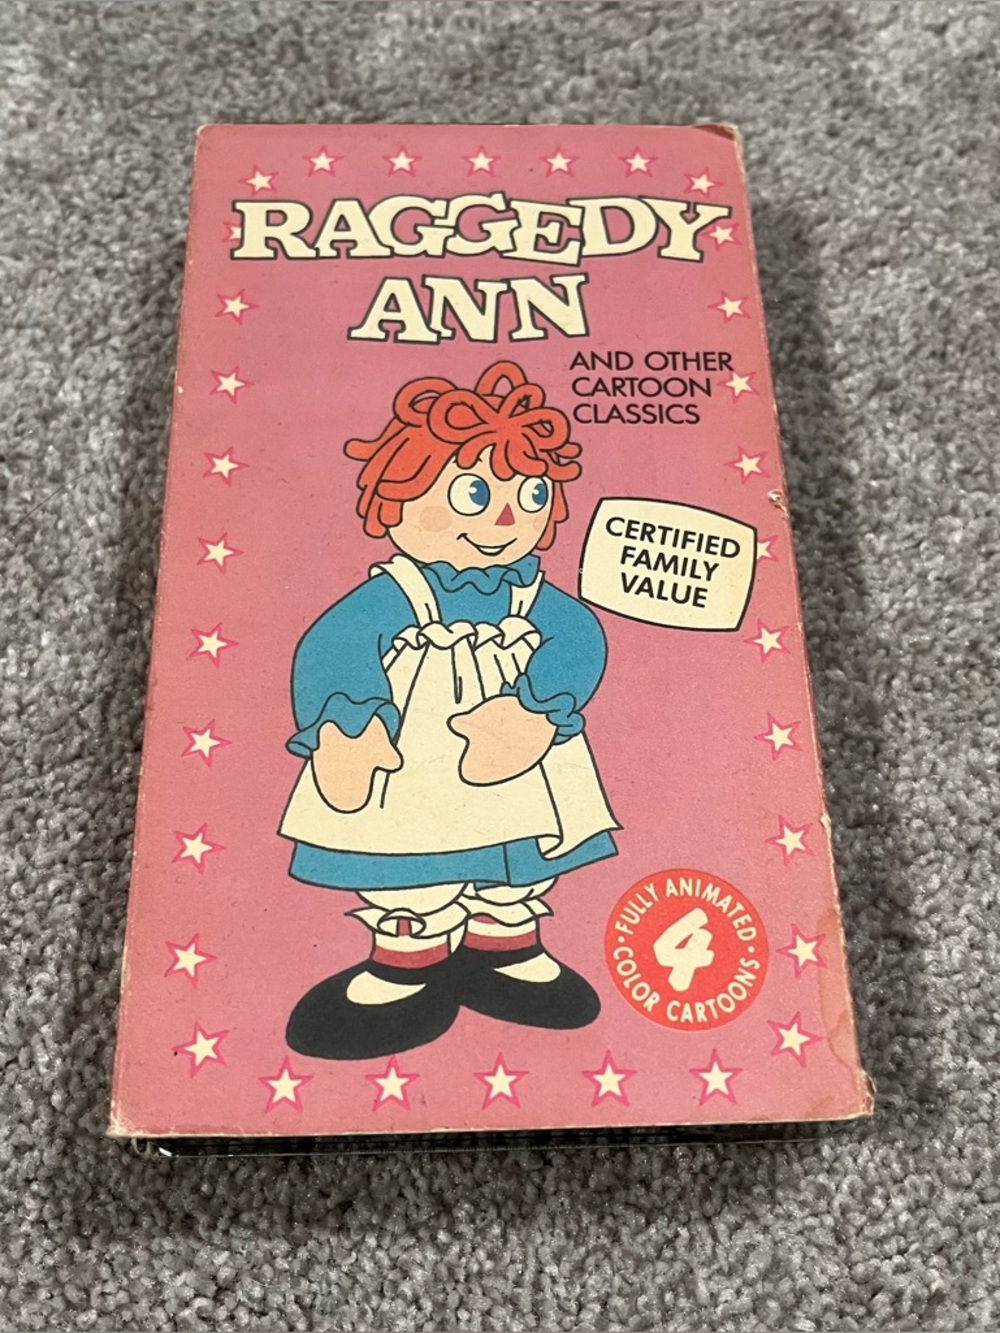 RAGGEDY
ANN
AND OTHER
CARTOON
CLASSICS
CERTIFIED
FAMILY
VALUE
FULLY ANIMATED
4
COLOR CARTOONS